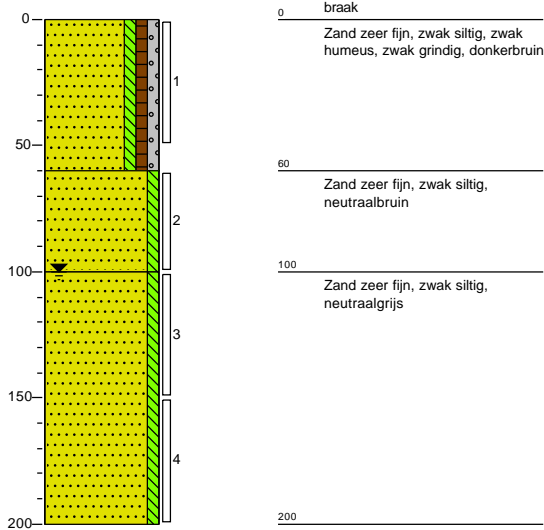 0
50
100
150
200
1
2
3
4
0
braak
Zand zeer fijn, zwak siltig, zwak
humeus, zwak grindig, donkerbruin
60
Zand zeer fijn, zwak siltig,
neutraalbruin
100
Zand zeer fijn, zwak siltig,
neutraalgrijs
200